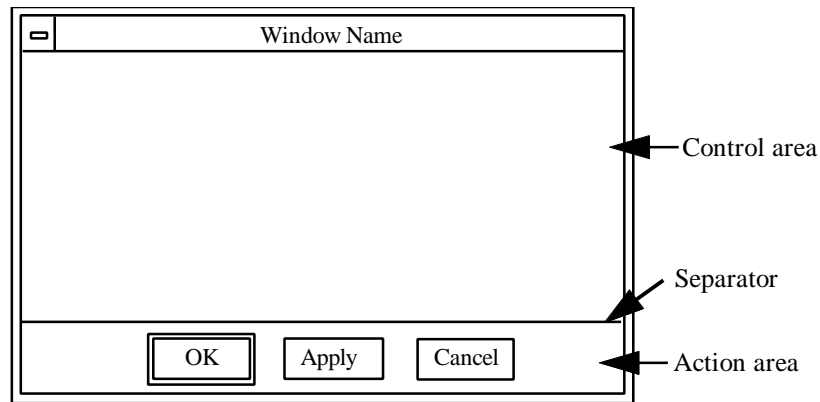 Window Name
Control area
Separator
OK Apply Cancel
Action area